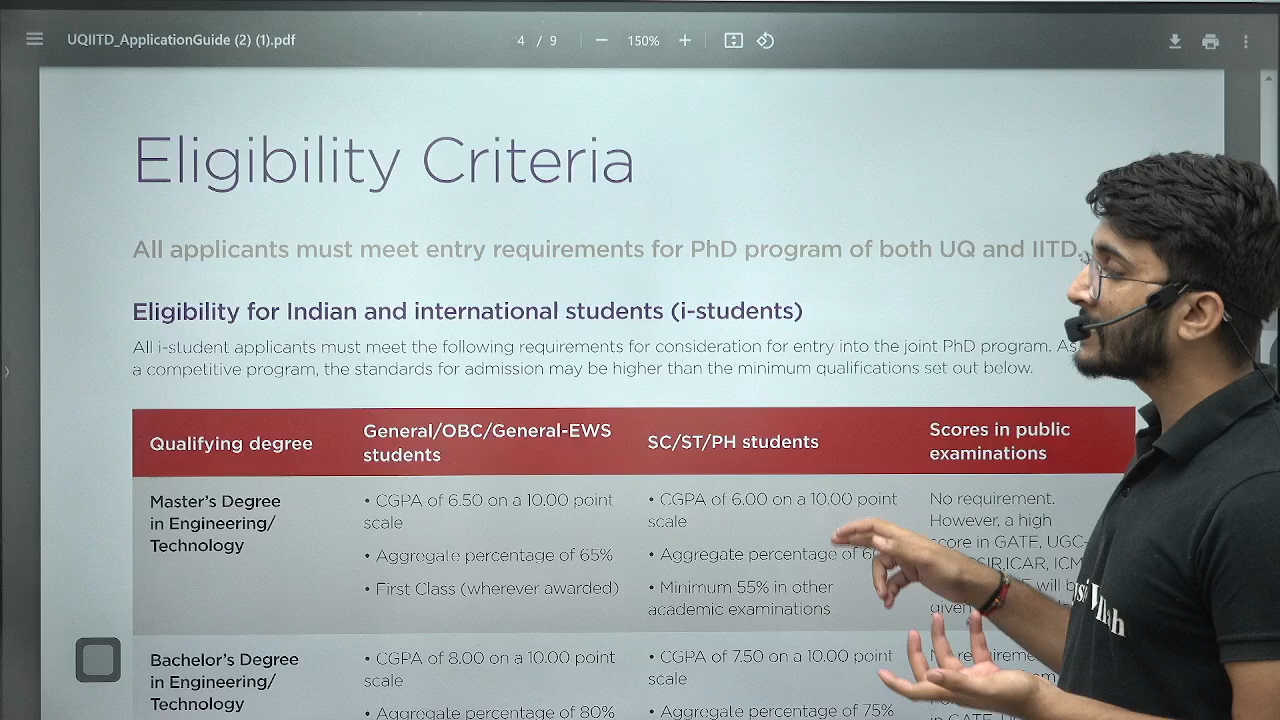 UQIITD_ApplicationGuide (2) (1).pdf
4 / 9
150%
Eligibility Criteria
All applicants must meet entry requirements for PhD program of both UQ and IITD.
Eligibility for Indian and international students (i-students)
All i-student applicants must meet the following requirements for consideration for entry into the joint PhD program. As
a competitive program, the standards for admission may be higher than the minimum qualifications set out below.
Qualifying degree
General/OBC/General-EWS
students
SC/ST/PH students
Scores in public
examinations
Master's Degree
in Engineering/
Technology
• CGPA of 6.50 on a 10.00 point
scale
• Aggregate percentage of 65%
• First Class (wherever awarded)
• CGPA of 6.00 on a 10.00 point
scale
• Aggregate percentage of
• Minimum 55% in other
academic examinations
No requirement.
However, a high
score in GATE, UGC-
CSIR,ICAR, ICM
will b
given
Bachelor's Degree
in Engineering/
Technology
• CGPA of 8.00 on a 10.00 point
scale
• Aggregate percentage of 80%
• CGPA of 7.50 on a 10.00 point
scale
• Aggregate percentage of 75%